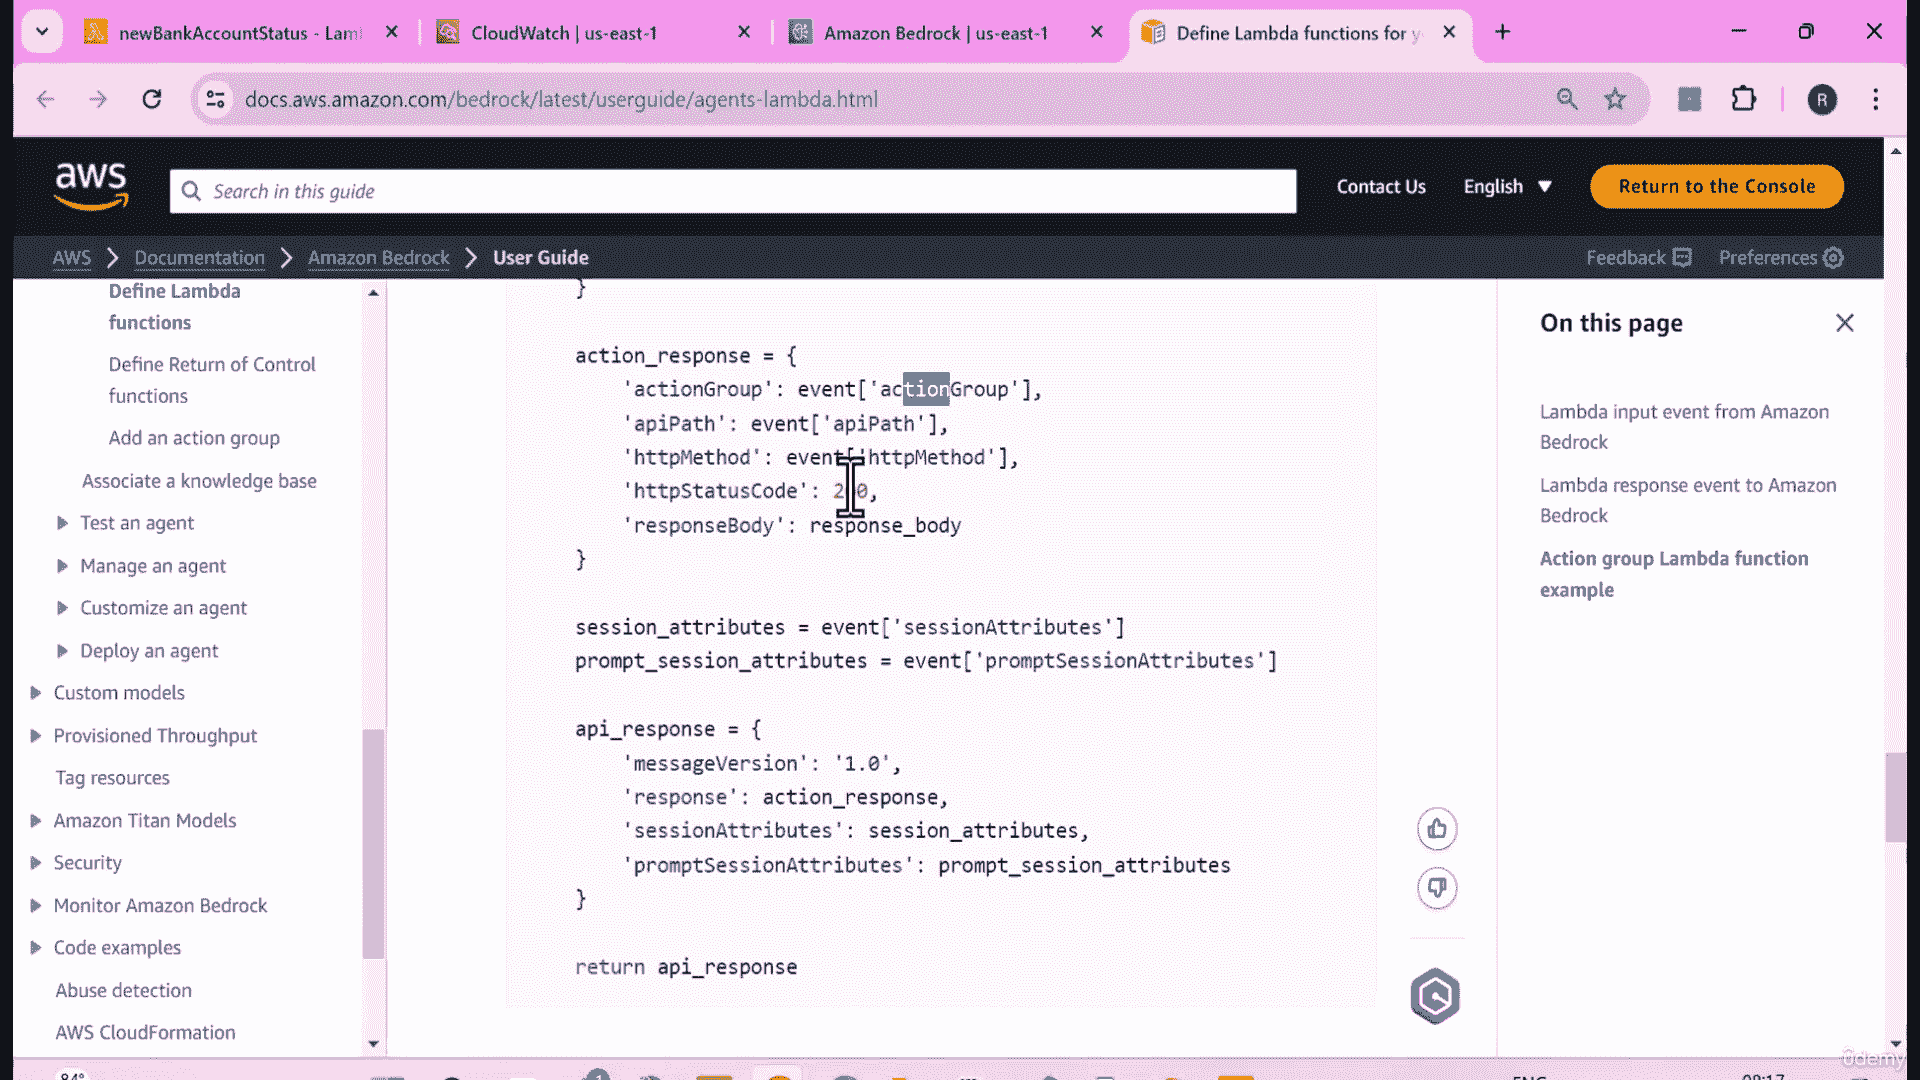 newBankAccountStatus - Lam
CloudWatch | us-east-1
Amazon Bedrock | us-east-1
Define Lambda functions for y
docs.aws.amazon.com/bedrock/latest/userguide/agents-lambda.html
R
aws
Search in this guide
Contact Us
English
Return to the Console
AWS
Documentation
Amazon Bedrock
User Guide
Feedback
Preferences
Define Lambda
functions
Define Return of Control
functions
Add an action group
Associate a knowledge base
Test an agent
Manage an agent
Customize an agent
Deploy an agent
Custom models
Provisioned Throughput
Tag resources
Amazon Titan Models
Security
Monitor Amazon Bedrock
Code examples
Abuse detection
AWS CloudFormation
}
action_response = {
'actionGroup': event['actionGroup'],
'apiPath': event['apiPath'],
'httpMethod': event['httpMethod'],
'httpStatusCode': 200,
'responseBody': response_body
}
session_attributes = event['sessionAttributes']
prompt_session_attributes = event['promptSessionAttributes']
api_response = {
'messageVersion': '1.0',
'response': action_response,
'sessionAttributes': session_attributes,
'promptSessionAttributes': prompt_session_attributes
}
return api_response
On this page
Lambda input event from Amazon
Bedrock
Lambda response event to Amazon
Bedrock
Action group Lambda function
example
84°
1
ENG
08:17
ûdemy